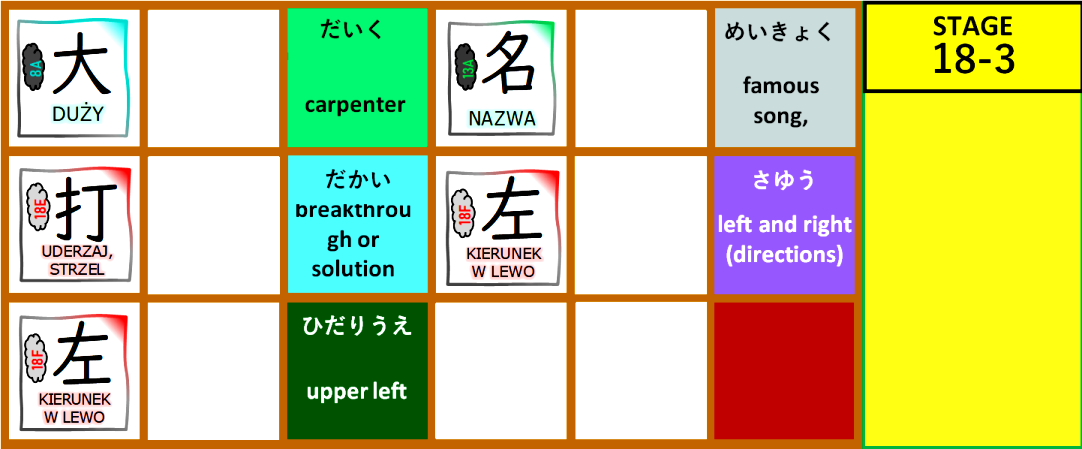 8A
大
DUŻY
だいく
carpenter
13A
名
NAZWA
めいきょく
famous
song,
STAGE
18-3
18E
打
UDERZAJ,
STRZEL
だかい
breakthrou
gh or
solution
18F
左
KIERUNEK
W LEWO
さゆう
left and right
(directions)
18F
左
KIERUNEK
W LEWO
ひだりうえ
upper left